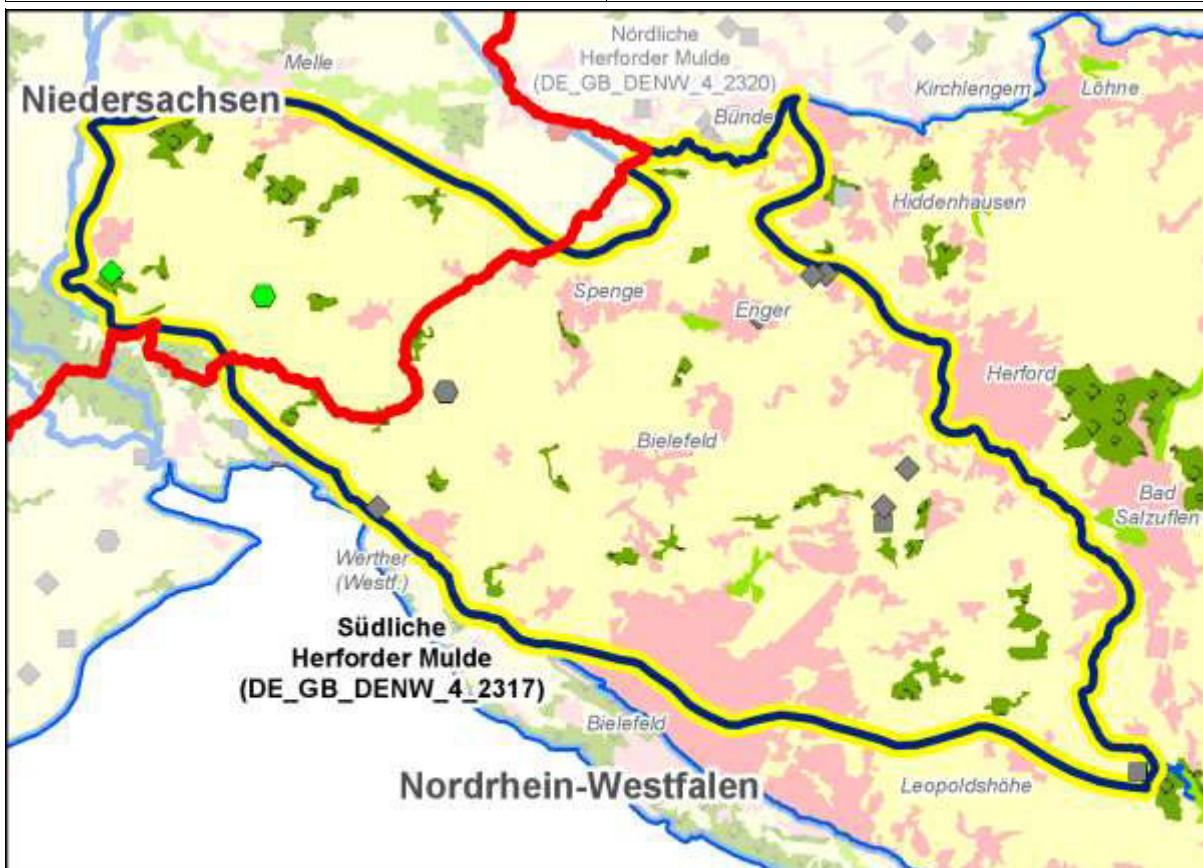 Nördliche
Herforder Mulde
(DE_GB_DENW_4_2320)
Melle
Niedersachsen
Bünde
Kirchlengern
Löhne
Hiddenhausen
Spenge
Enger
Herford
Bielefeld
Bad
Salzuflen
Werther
(Westf.)
Südliche
Herforder Mulde
(DE_GB_DENW_4_2317)
Bielefeld
Nordrhein-Westfalen
Leopoldshöhe